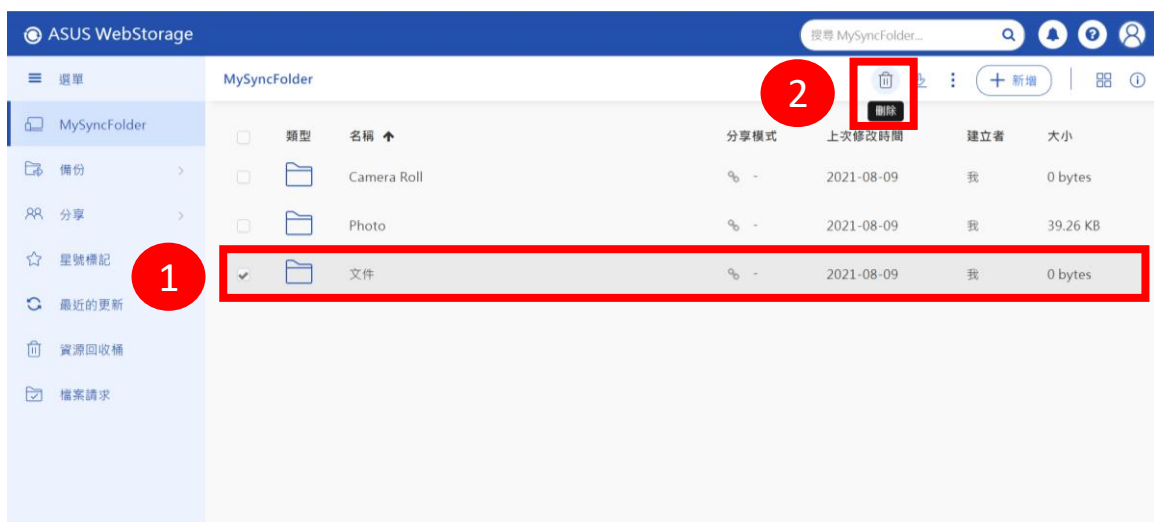 ASUS WebStorage
搜尋 MySyncFolder...
選單
MySyncFolder
2
新增
刪除
MySyncFolder
類型 名稱 分享模式 上次修改時間 建立者 大小
備份
Camera Roll - 2021-08-09 我 0 bytes
分享
Photo - 2021-08-09 我 39.26 KB
星號標記
1
文件 - 2021-08-09 我 0 bytes
最近的更新
資源回收桶
檔案請求